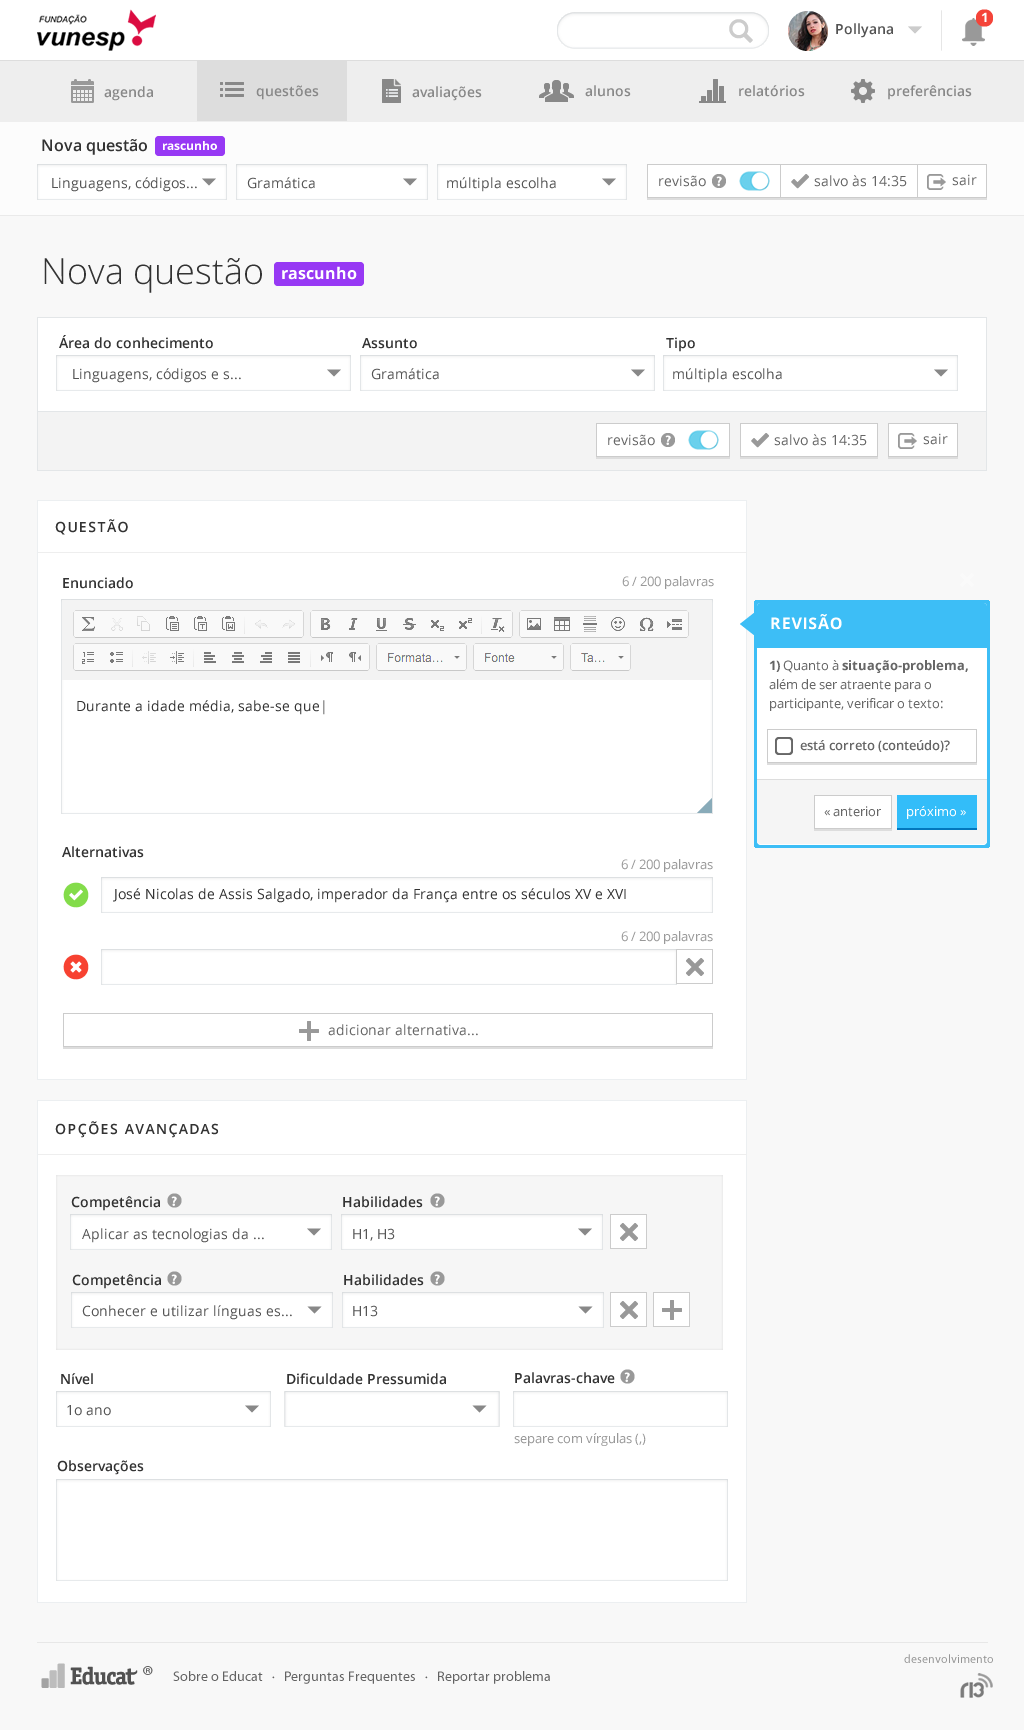 FUNDAÇÃO
vunesp
Pollyana
1
agenda
questões
avaliações
alunos
relatórios
preferências
Nova questão rascunho
Linguagens, códigos...
Gramática
múltipla escolha
revisão ?
salvo às 14:35
sair
Nova questão rascunho
Área do conhecimento
Assunto
Tipo
Linguagens, códigos e s...
Gramática
múltipla escolha
revisão ?
salvo às 14:35
sair
QUESTÃO
Enunciado
6 / 200 palavras
Σ
B I U S x₂ x² Tx
Ω
Formata...
Fonte
Ta...
Durante a idade média, sabe-se que|
REVISÃO
1) Quanto à situação-problema,
além de ser atraente para o
participante, verificar o texto:
está correto (conteúdo)?
« anterior
próximo »
Alternativas
6 / 200 palavras
José Nicolas de Assis Salgado, imperador da França entre os séculos XV e XVI
6 / 200 palavras
adicionar alternativa...
OPÇÕES AVANÇADAS
Competência ?
Habilidades ?
Aplicar as tecnologias da ...
H1, H3
Competência ?
Habilidades ?
Conhecer e utilizar línguas es...
H13
Nível
Dificuldade Pressumida
Palavras-chave ?
1o ano
separe com vírgulas (,)
Observações
Educat ®
Sobre o Educat · Perguntas Frequentes · Reportar problema
desenvolvimento
r13